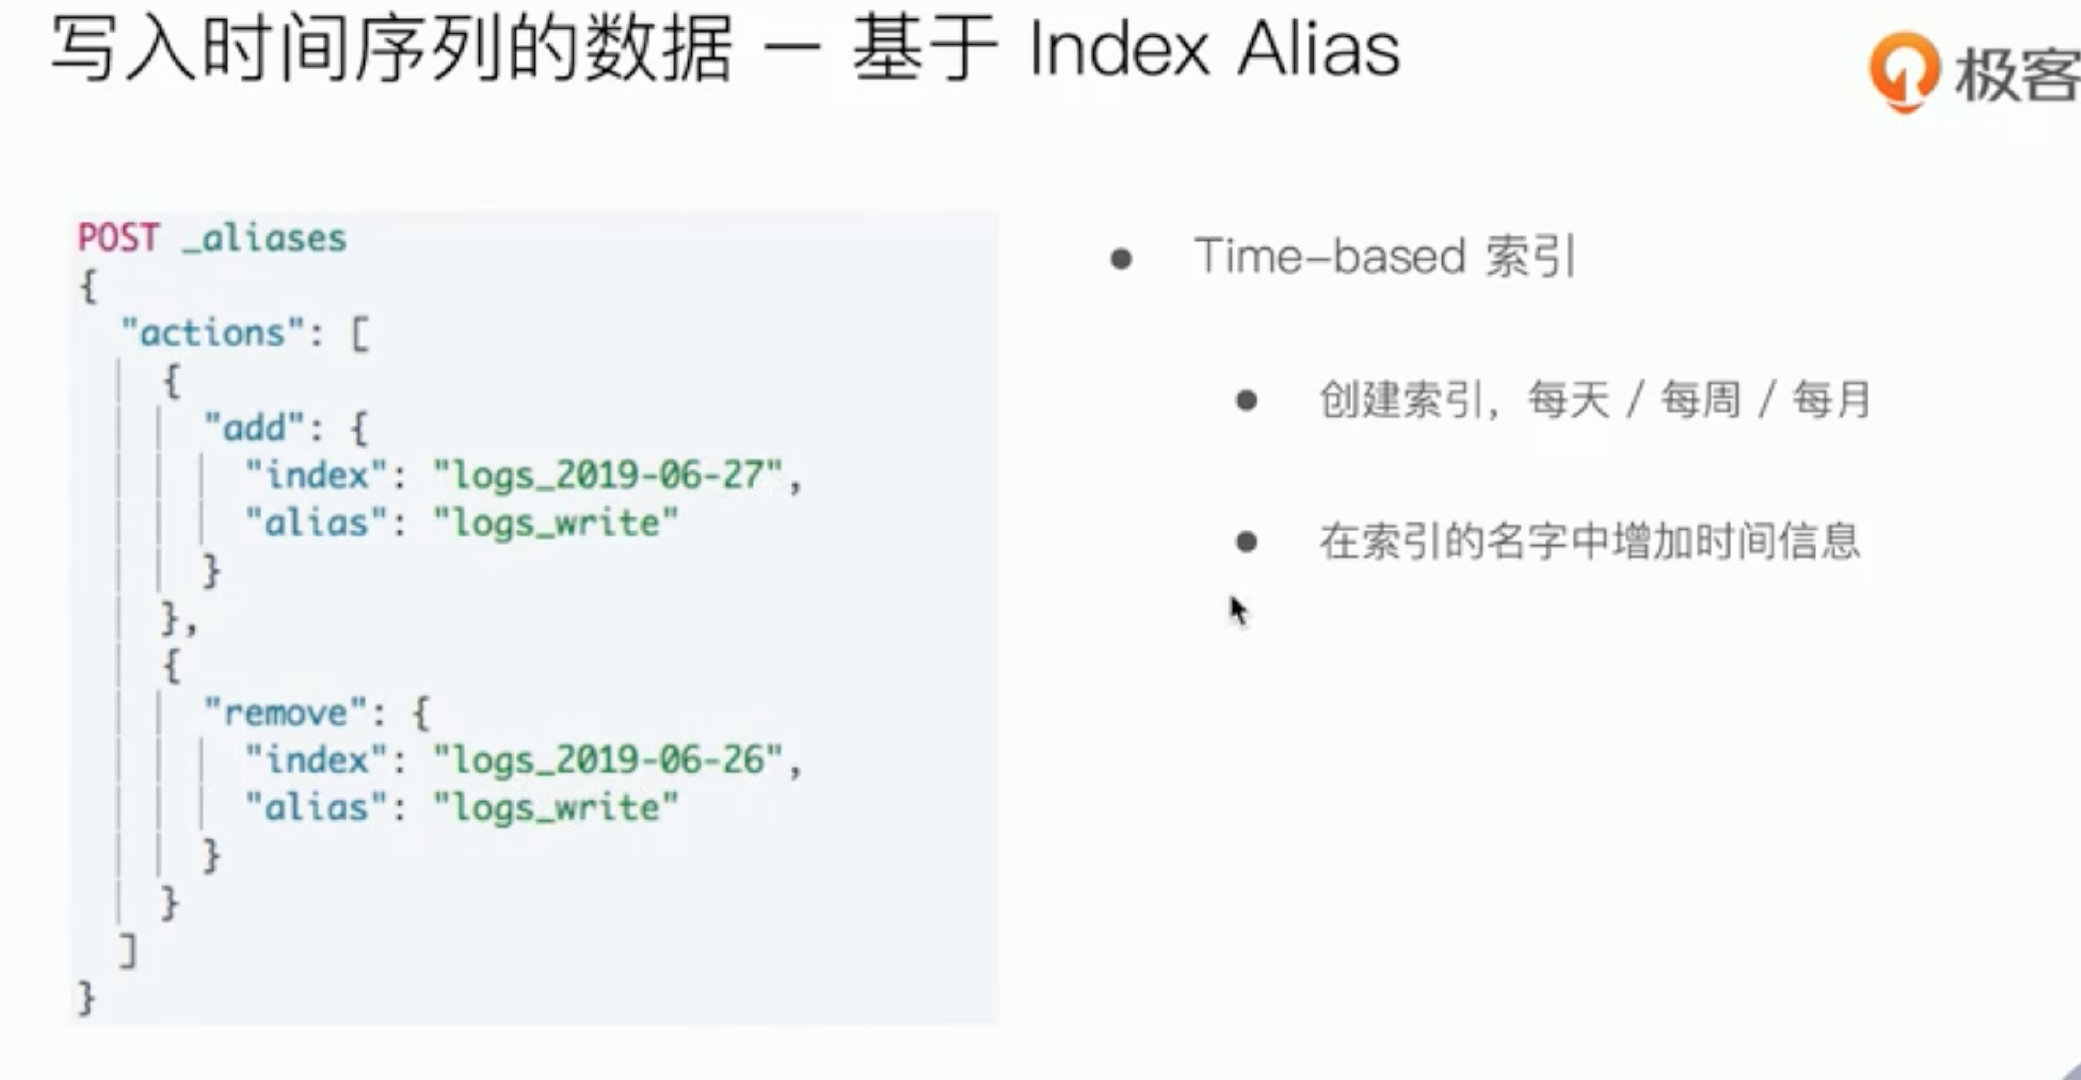 写入时间序列的数据 – 基于 Index Alias
极客
POST _aliases
{
"actions": [
{
"add": {
"index": "logs_2019-06-27",
"alias": "logs_write"
}
},
{
"remove": {
"index": "logs_2019-06-26",
"alias": "logs_write"
}
}
]
}
Time-based 索引
创建索引，每天 / 每周 / 每月
在索引的名字中增加时间信息